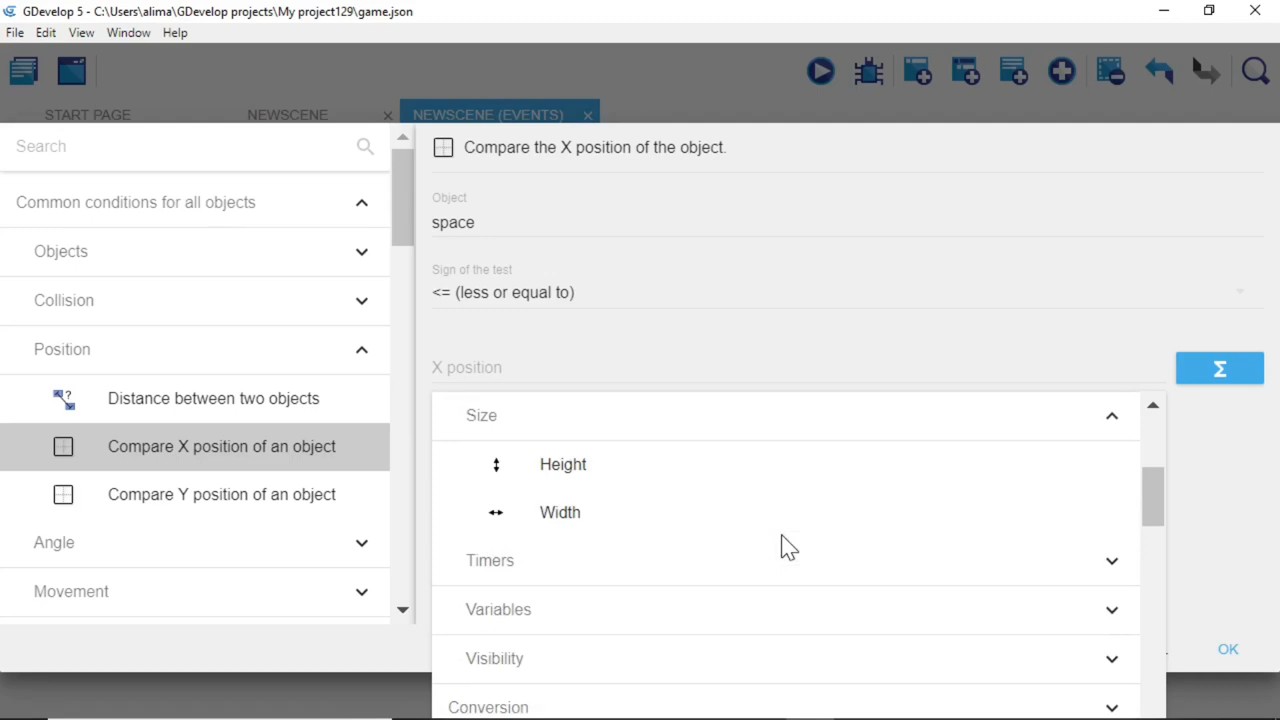 GDevelop 5 - C:\Users\alima\GDevelop projects\My project129\game.json
File Edit View Window Help
START PAGE
NEWSCENE
NEWSCENE (EVENTS)
Search
Common conditions for all objects
Objects
Collision
Position
Distance between two objects
Compare X position of an object
Compare Y position of an object
Angle
Movement
Compare the X position of the object.
Object
space
Sign of the test
<= (less or equal to)
X position
Σ
Size
Height
Width
Timers
Variables
Visibility
Conversion
OK